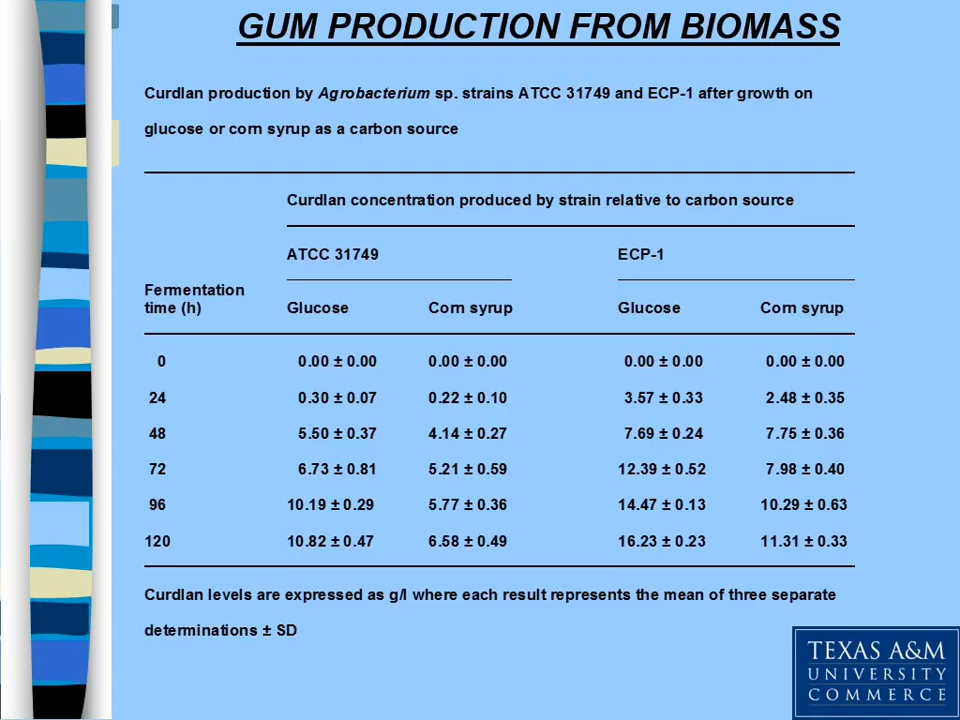 GUM PRODUCTION FROM BIOMASS
Curdlan production by Agrobacterium sp. strains ATCC 31749 and ECP-1 after growth on
glucose or corn syrup as a carbon source
Curdlan concentration produced by strain relative to carbon source
ATCC 31749 ECP-1
Fermentation
time (h) Glucose Corn syrup Glucose Corn syrup
0 0.00 ± 0.00 0.00 ± 0.00 0.00 ± 0.00 0.00 ± 0.00
24 0.30 ± 0.07 0.22 ± 0.10 3.57 ± 0.33 2.48 ± 0.35
48 5.50 ± 0.37 4.14 ± 0.27 7.69 ± 0.24 7.75 ± 0.36
72 6.73 ± 0.81 5.21 ± 0.59 12.39 ± 0.52 7.98 ± 0.40
96 10.19 ± 0.29 5.77 ± 0.36 14.47 ± 0.13 10.29 ± 0.63
120 10.82 ± 0.47 6.58 ± 0.49 16.23 ± 0.23 11.31 ± 0.33
Curdlan levels are expressed as g/l where each result represents the mean of three separate
determinations ± SD
TEXAS A&M
UNIVERSITY
COMMERCE